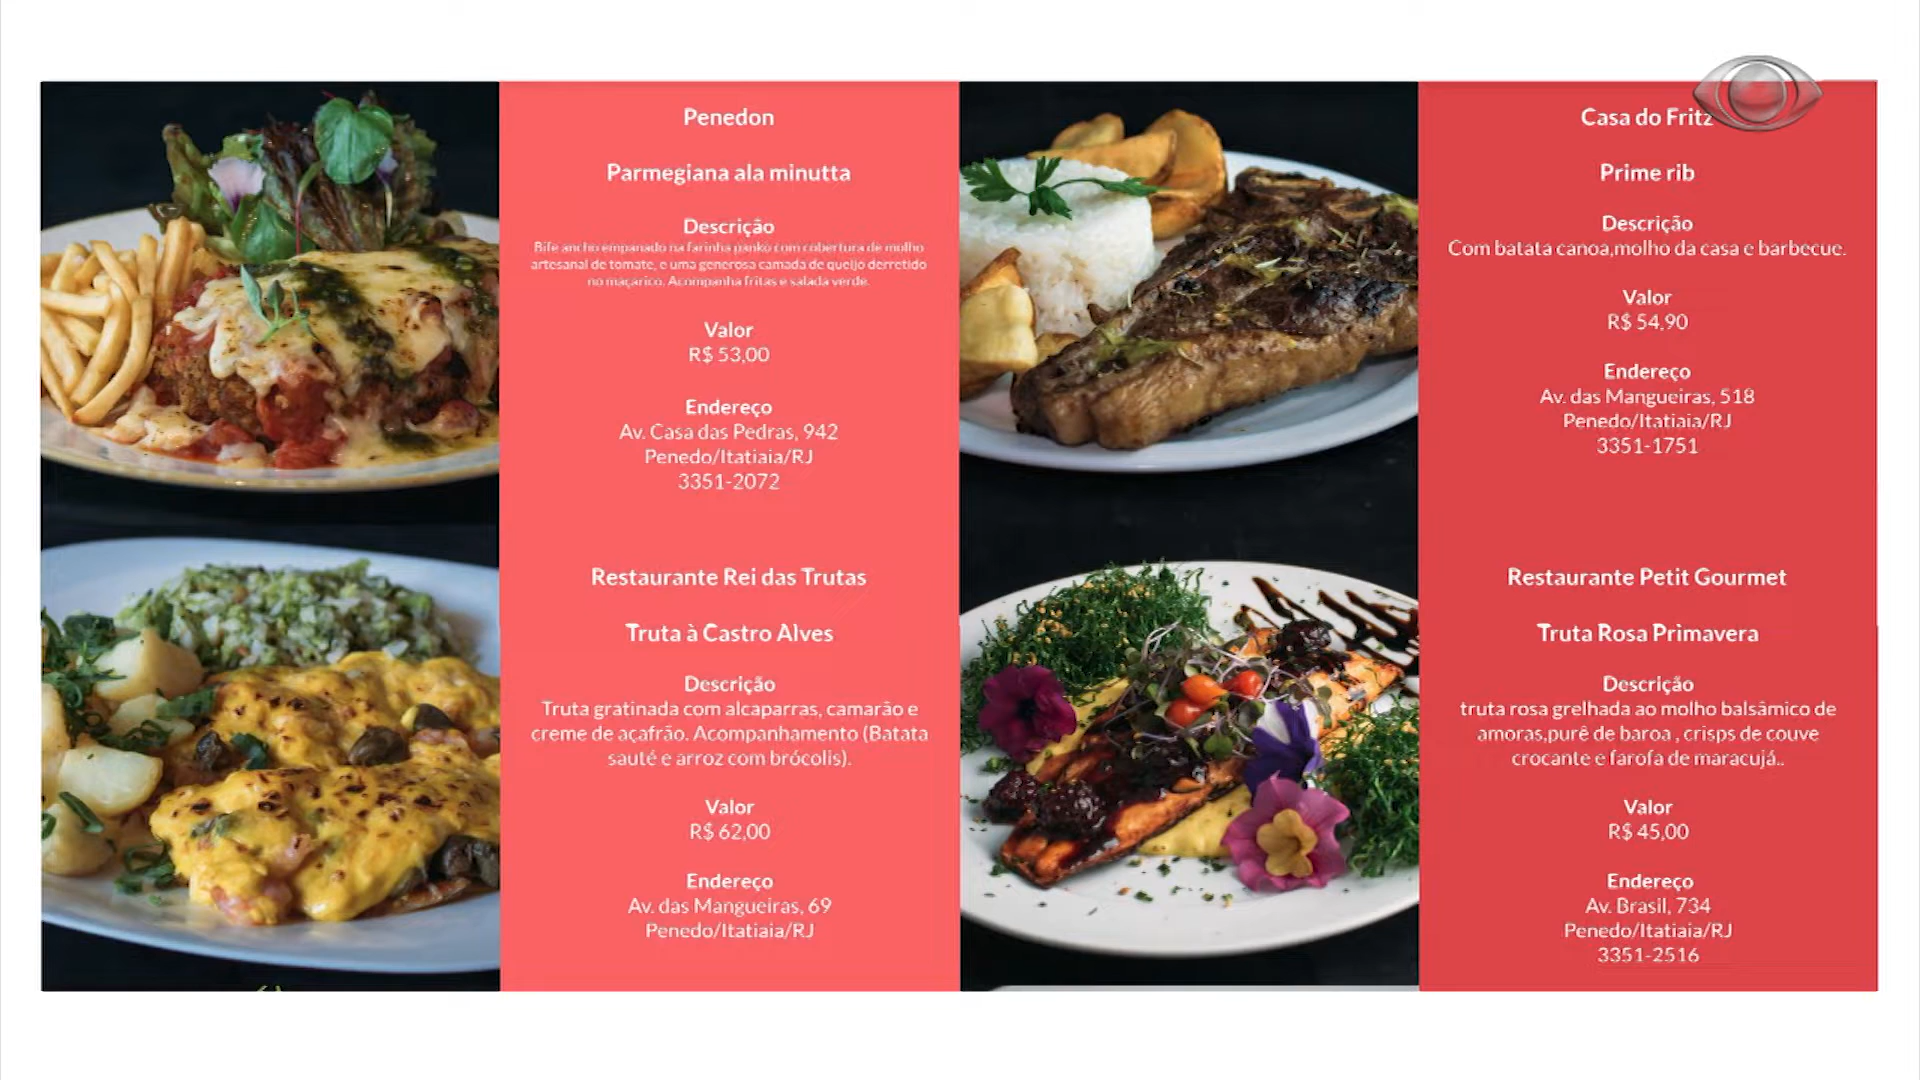 Penedon
Parmegiana ala minutta
Descrição
Bife ancho empanado na farinha panko com cobertura de molho
artesanal de tomate, e uma generosa camada de queijo derretido
no maçarico. Acompanha fritas e salada verde.
Valor
R$ 53,00
Endereço
Av. Casa das Pedras, 942
Penedo/Itatiaia/RJ
3351-2072
Restaurante Rei das Trutas
Truta à Castro Alves
Descrição
Truta gratinada com alcaparras, camarão e
creme de açafrão. Acompanhamento (Batata
sauté e arroz com brócolis).
Valor
R$ 62,00
Endereço
Av. das Mangueiras, 69
Penedo/Itatiaia/RJ
Casa do Fritz
Prime rib
Descrição
Com batata canoa,molho da casa e barbecue.
Valor
R$ 54,90
Endereço
Av. das Mangueiras, 518
Penedo/Itatiaia/RJ
3351-1751
Restaurante Petit Gourmet
Truta Rosa Primavera
Descrição
truta rosa grelhada ao molho balsâmico de
amoras,purê de baroa , crisps de couve
crocante e farofa de maracujá..
Valor
R$ 45,00
Endereço
Av. Brasil, 734
Penedo/Itatiaia/RJ
3351-2516